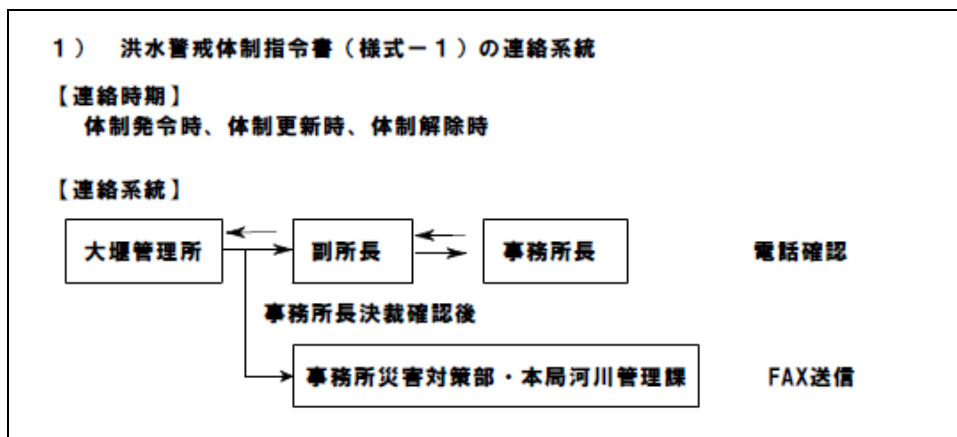 １）　洪水警戒体制指令書（様式－１）の連絡系統
【連絡時期】
体制発令時、体制更新時、体制解除時
【連絡系統】
大堰管理所　副所長　事務所長　電話確認
事務所長決裁確認後
事務所災害対策部・本局河川管理課　FAX送信